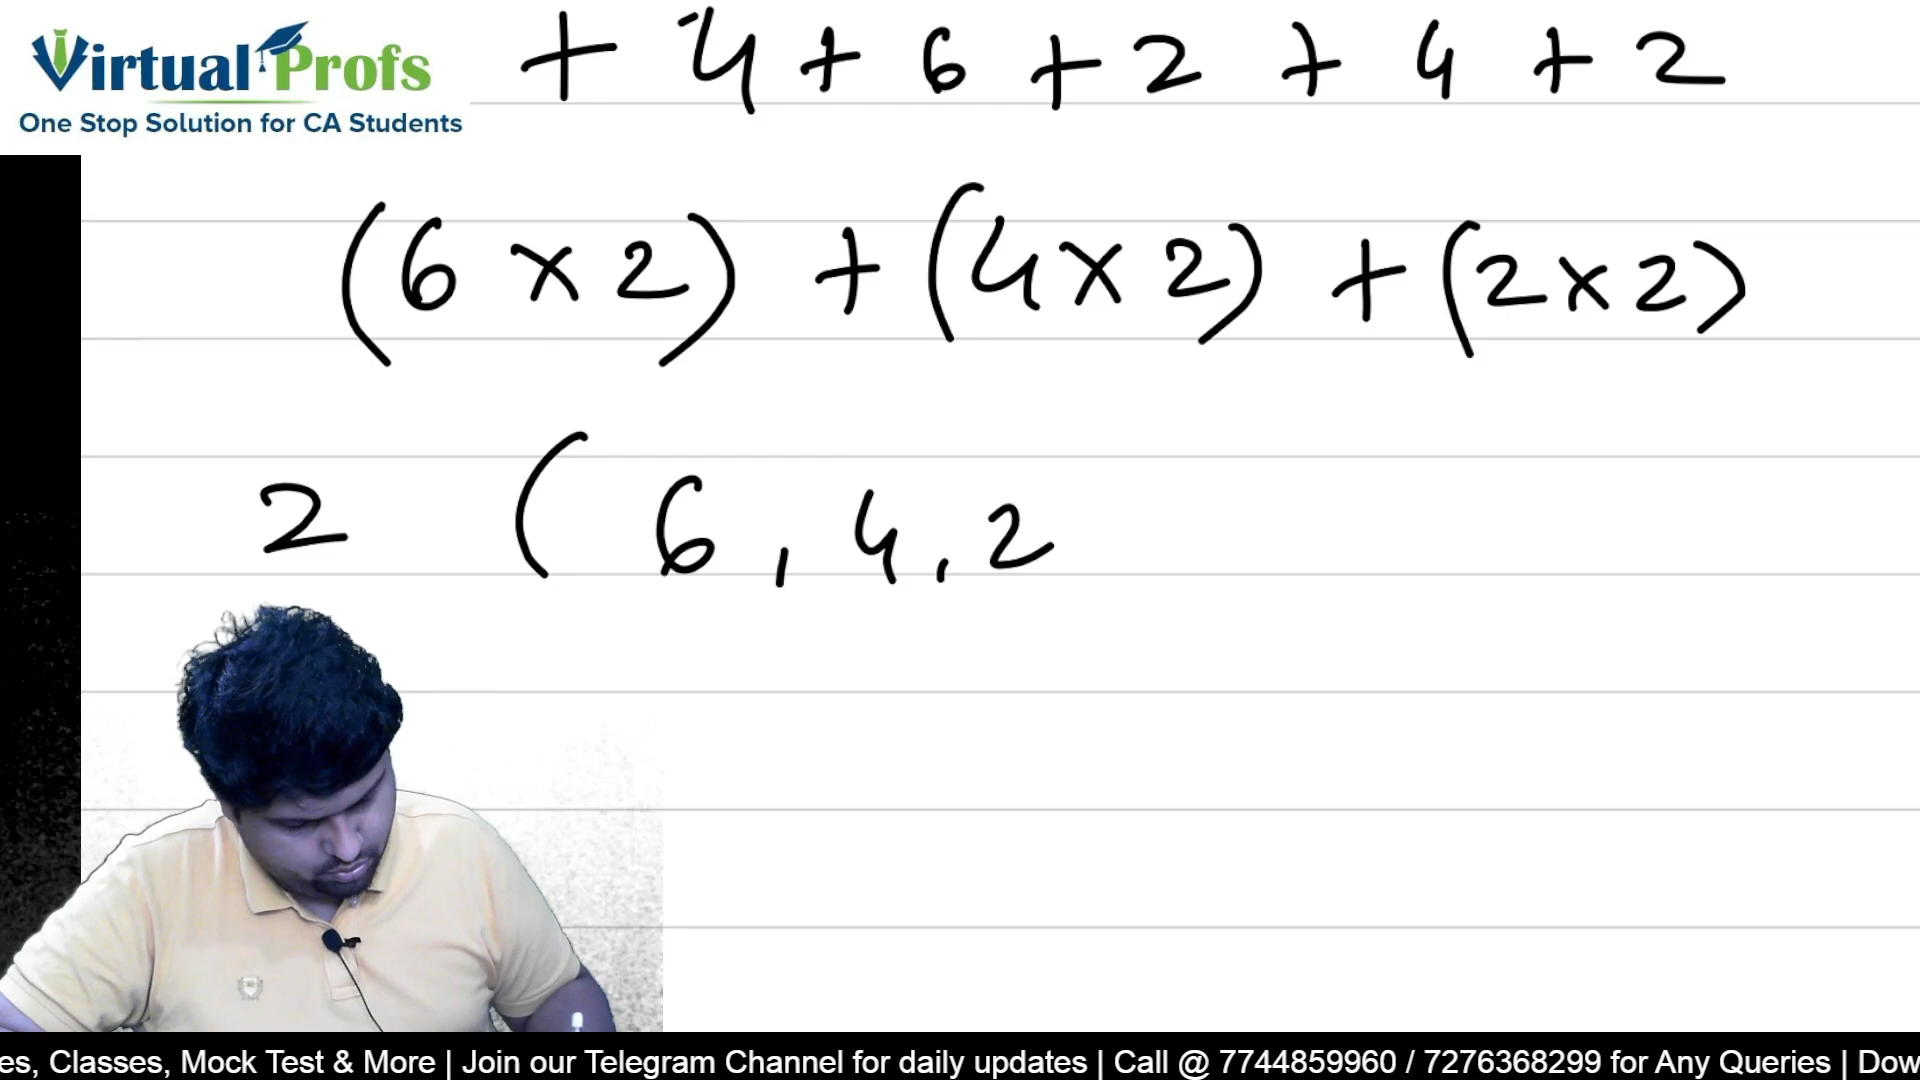 Virtual Profs
One Stop Solution for CA Students
+ 4 + 6 + 2 + 4 + 2
(6 × 2) + (4 × 2) + (2 × 2)
2 ( 6 , 4 , 2
es, Classes, Mock Test & More | Join our Telegram Channel for daily updates | Call @ 7744859960 / 7276368299 for Any Queries | Dow